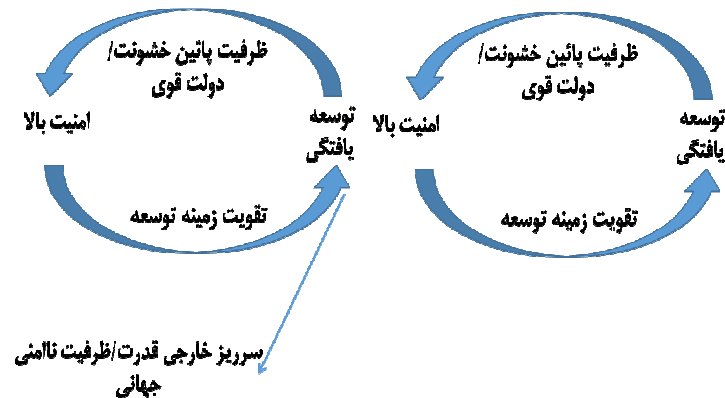 ظرفیت پائین خشونت/
دولت قوی
توسعه
یافتگی
امنیت بالا
تقویت زمینه توسعه
ظرفیت پائین خشونت/
دولت قوی
توسعه
یافتگی
امنیت بالا
تقویت زمینه توسعه
سرریز خارجی قدرت/ظرفیت ناامنی
جهانی